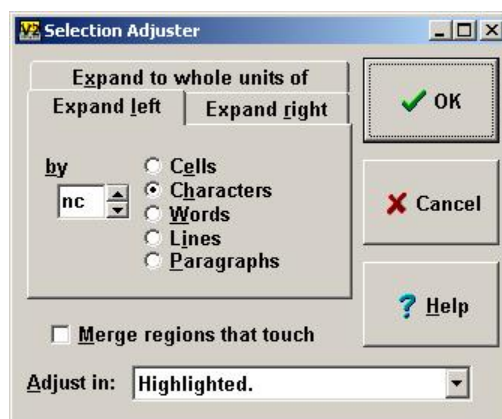 V2 Selection Adjuster
Expand to whole units of
Expand left
Expand right
OK
by
nc
Cells
Characters
Words
Lines
Paragraphs
Cancel
Help
Merge regions that touch
Adjust in: Highlighted.